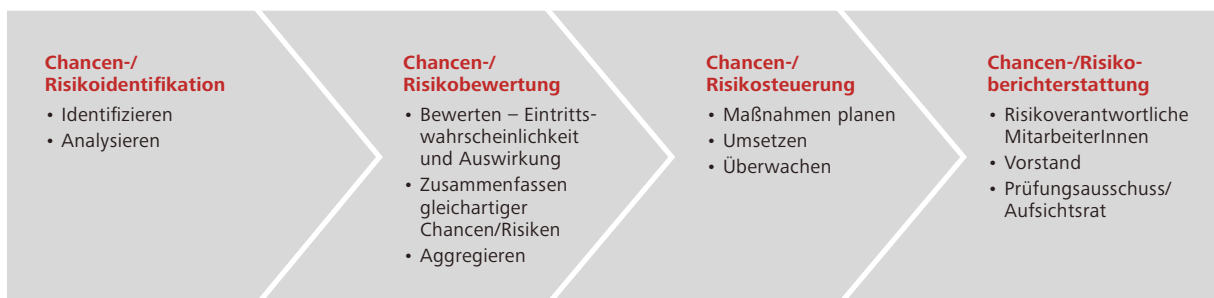 Chancen-/
Risikoidentifikation
• Identifizieren
• Analysieren
Chancen-/
Risikobewertung
• Bewerten – Eintritts-
wahrscheinlichkeit
und Auswirkung
• Zusammenfassen
gleichartiger
Chancen/Risiken
• Aggregieren
Chancen-/
Risikosteuerung
• Maßnahmen planen
• Umsetzen
• Überwachen
Chancen-/Risiko-
berichterstattung
• Risikoverantwortliche
MitarbeiterInnen
• Vorstand
• Prüfungsausschuss/
Aufsichtsrat